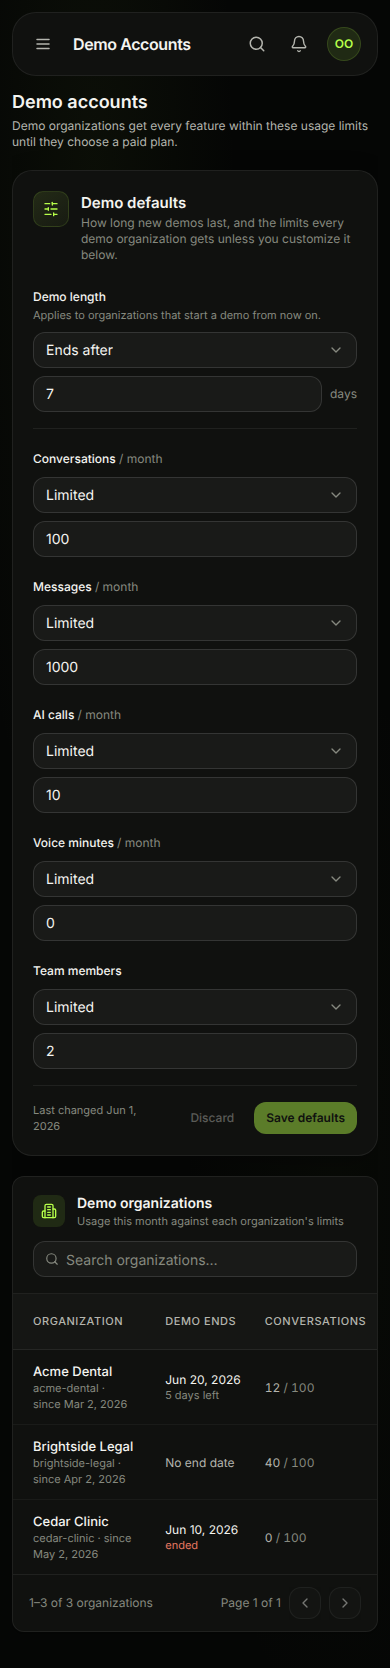 Demo Accounts
OO
Demo accounts
Demo organizations get every feature within these usage limits
until they choose a paid plan.
Demo defaults
How long new demos last, and the limits every
demo organization gets unless you customize it
below.
Demo length
Applies to organizations that start a demo from now on.
Ends after
7 days
Conversations / month
Limited
100
Messages / month
Limited
1000
AI calls / month
Limited
10
Voice minutes / month
Limited
0
Team members
Limited
2
Last changed Jun 1,
2026
Discard
Save defaults
Demo organizations
Usage this month against each organization's limits
Search organizations...
ORGANIZATION DEMO ENDS CONVERSATIONS
Acme Dental
acme-dental ·
since Mar 2, 2026
Jun 20, 2026
5 days left
12 / 100
Brightside Legal
brightside-legal ·
since Apr 2, 2026
No end date
40 / 100
Cedar Clinic
cedar-clinic · since
May 2, 2026
Jun 10, 2026
ended
0 / 100
1–3 of 3 organizations
Page 1 of 1